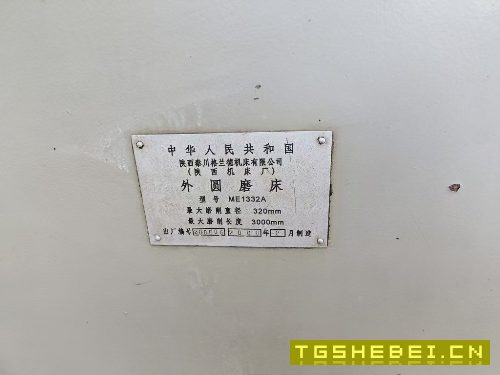 中华人民共和国
陕西秦川格兰德机床有限公司
(陕西机床厂)
外圆磨床
型号 ME1332A
最大磨削直径 320mm
最大磨削长度 3000mm
出厂编号 年 月制造
TGSHEBEI.CN